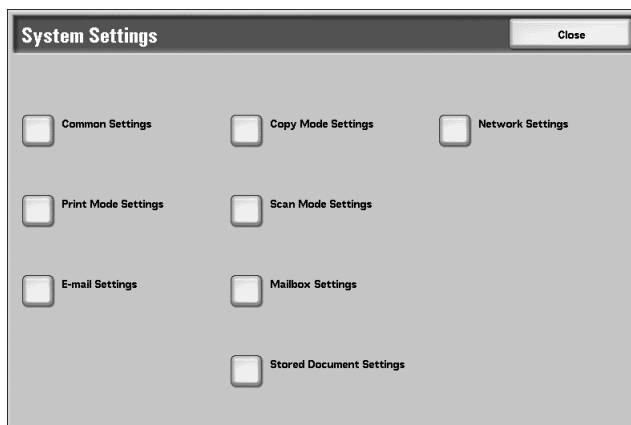 System Settings
Close
Common Settings
Copy Mode Settings
Network Settings
Print Mode Settings
Scan Mode Settings
E-mail Settings
Mailbox Settings
Stored Document Settings